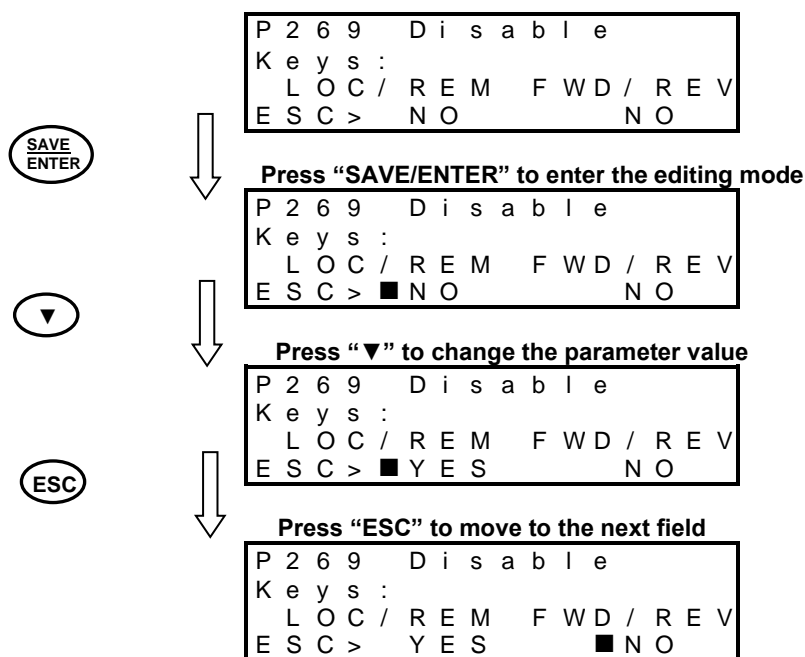 P269 Disable
Keys:
LOC/REM FWD/REV
ESC> NO NO
SAVE
ENTER
Press “SAVE/ENTER” to enter the editing mode
P269 Disable
Keys:
LOC/REM FWD/REV
ESC> ■NO NO
▼
Press “▼” to change the parameter value
P269 Disable
Keys:
LOC/REM FWD/REV
ESC> ■YES NO
ESC
Press “ESC” to move to the next field
P269 Disable
Keys:
LOC/REM FWD/REV
ESC> YES ■NO